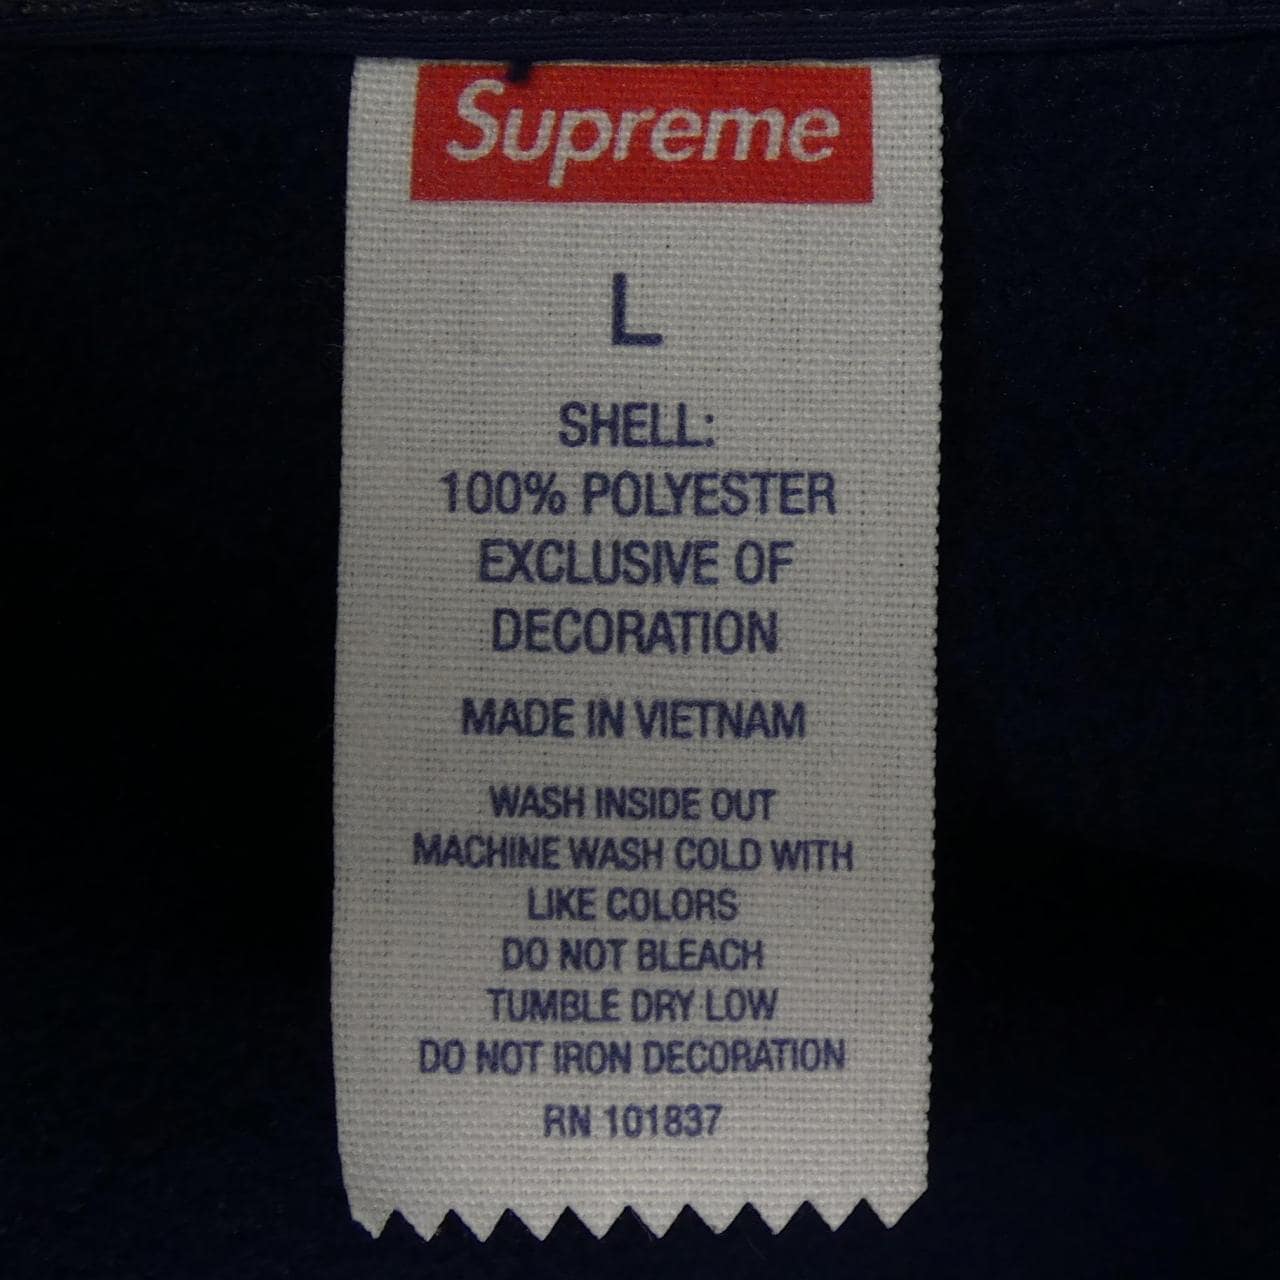 Supreme
L
SHELL:
100% POLYESTER
EXCLUSIVE OF
DECORATION
MADE IN VIETNAM
WASH INSIDE OUT
MACHINE WASH COLD WITH
LIKE COLORS
DO NOT BLEACH
TUMBLE DRY LOW
DO NOT IRON DECORATION
RN 101837